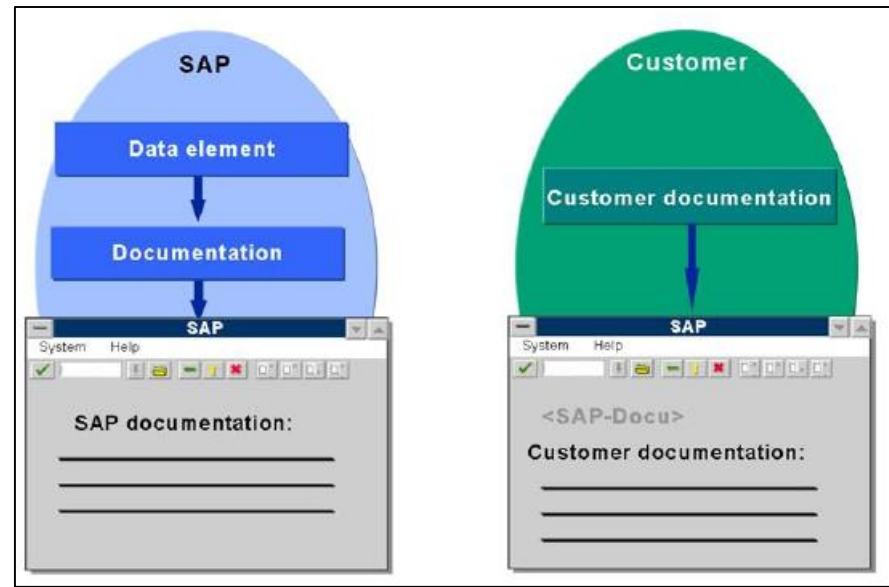 SAP
Data element
Documentation
SAP
System Help
SAP documentation:
Customer
Customer documentation
SAP
System Help
<SAP-Docu>
Customer documentation: